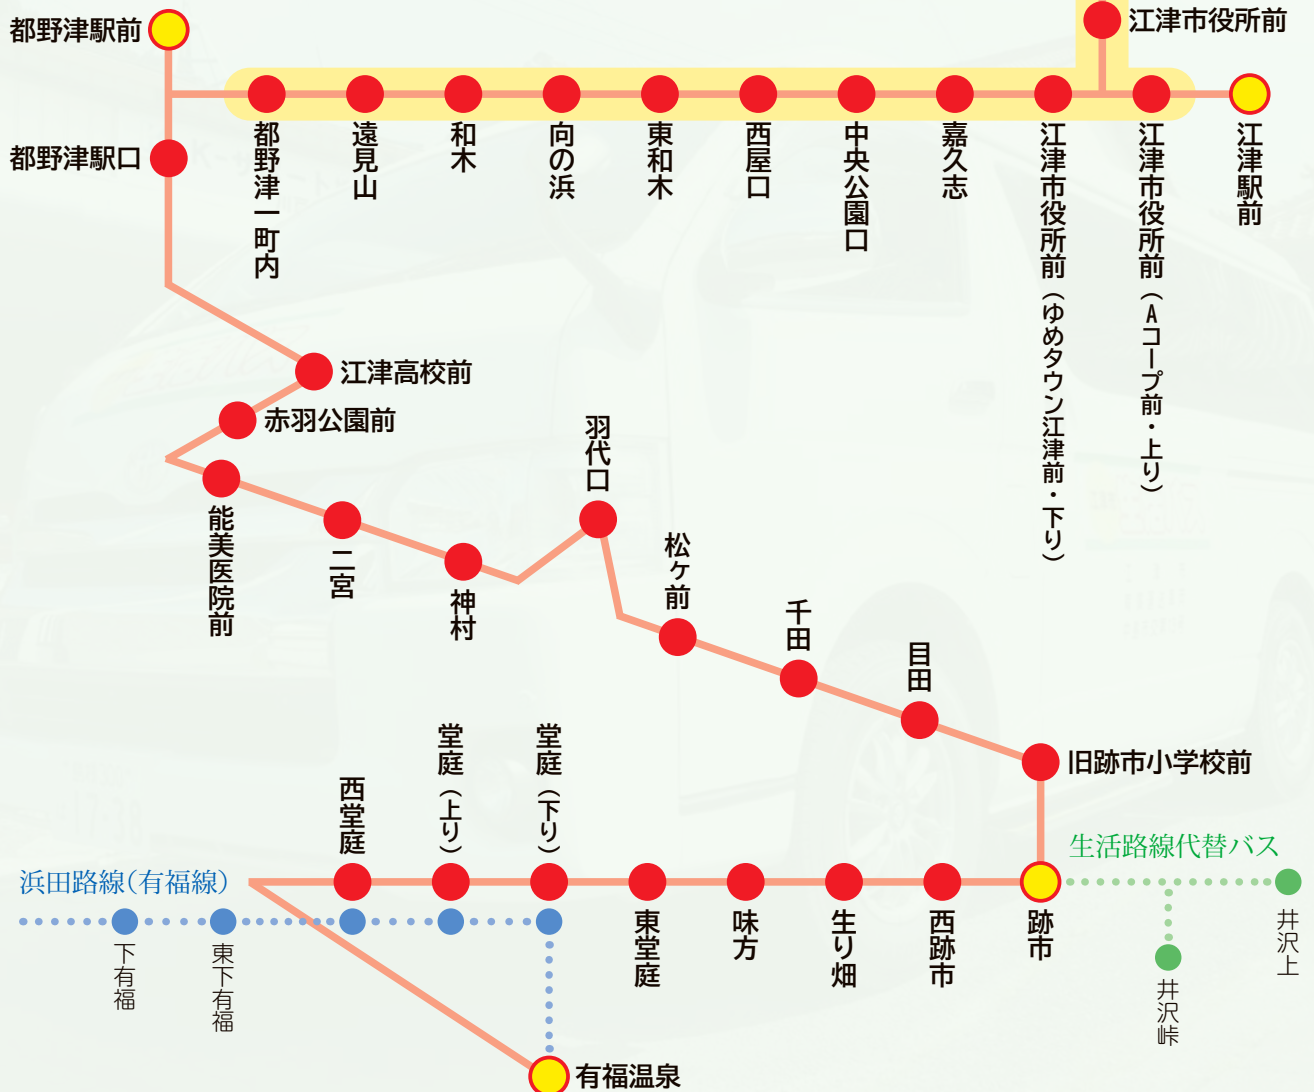 都野津駅前
江津市役所前
都野津駅口
都野津一町内
遠見山
和木
向の浜
東和木
西屋口
中央公園口
嘉久志
江津市役所前（ゆめタウン江津前・下り）
江津市役所前（Aコープ前・上り）
江津駅前
江津高校前
赤羽公園前
能美医院前
二宮
神村
羽代口
松ヶ前
千田
目田
旧跡市小学校前
西堂庭
堂庭（上り）
堂庭（下り）
東堂庭
味方
生り畑
西跡市
跡市
生活路線代替バス
井沢峠
井沢上
浜田路線（有福線）
下有福
東下有福
有福温泉